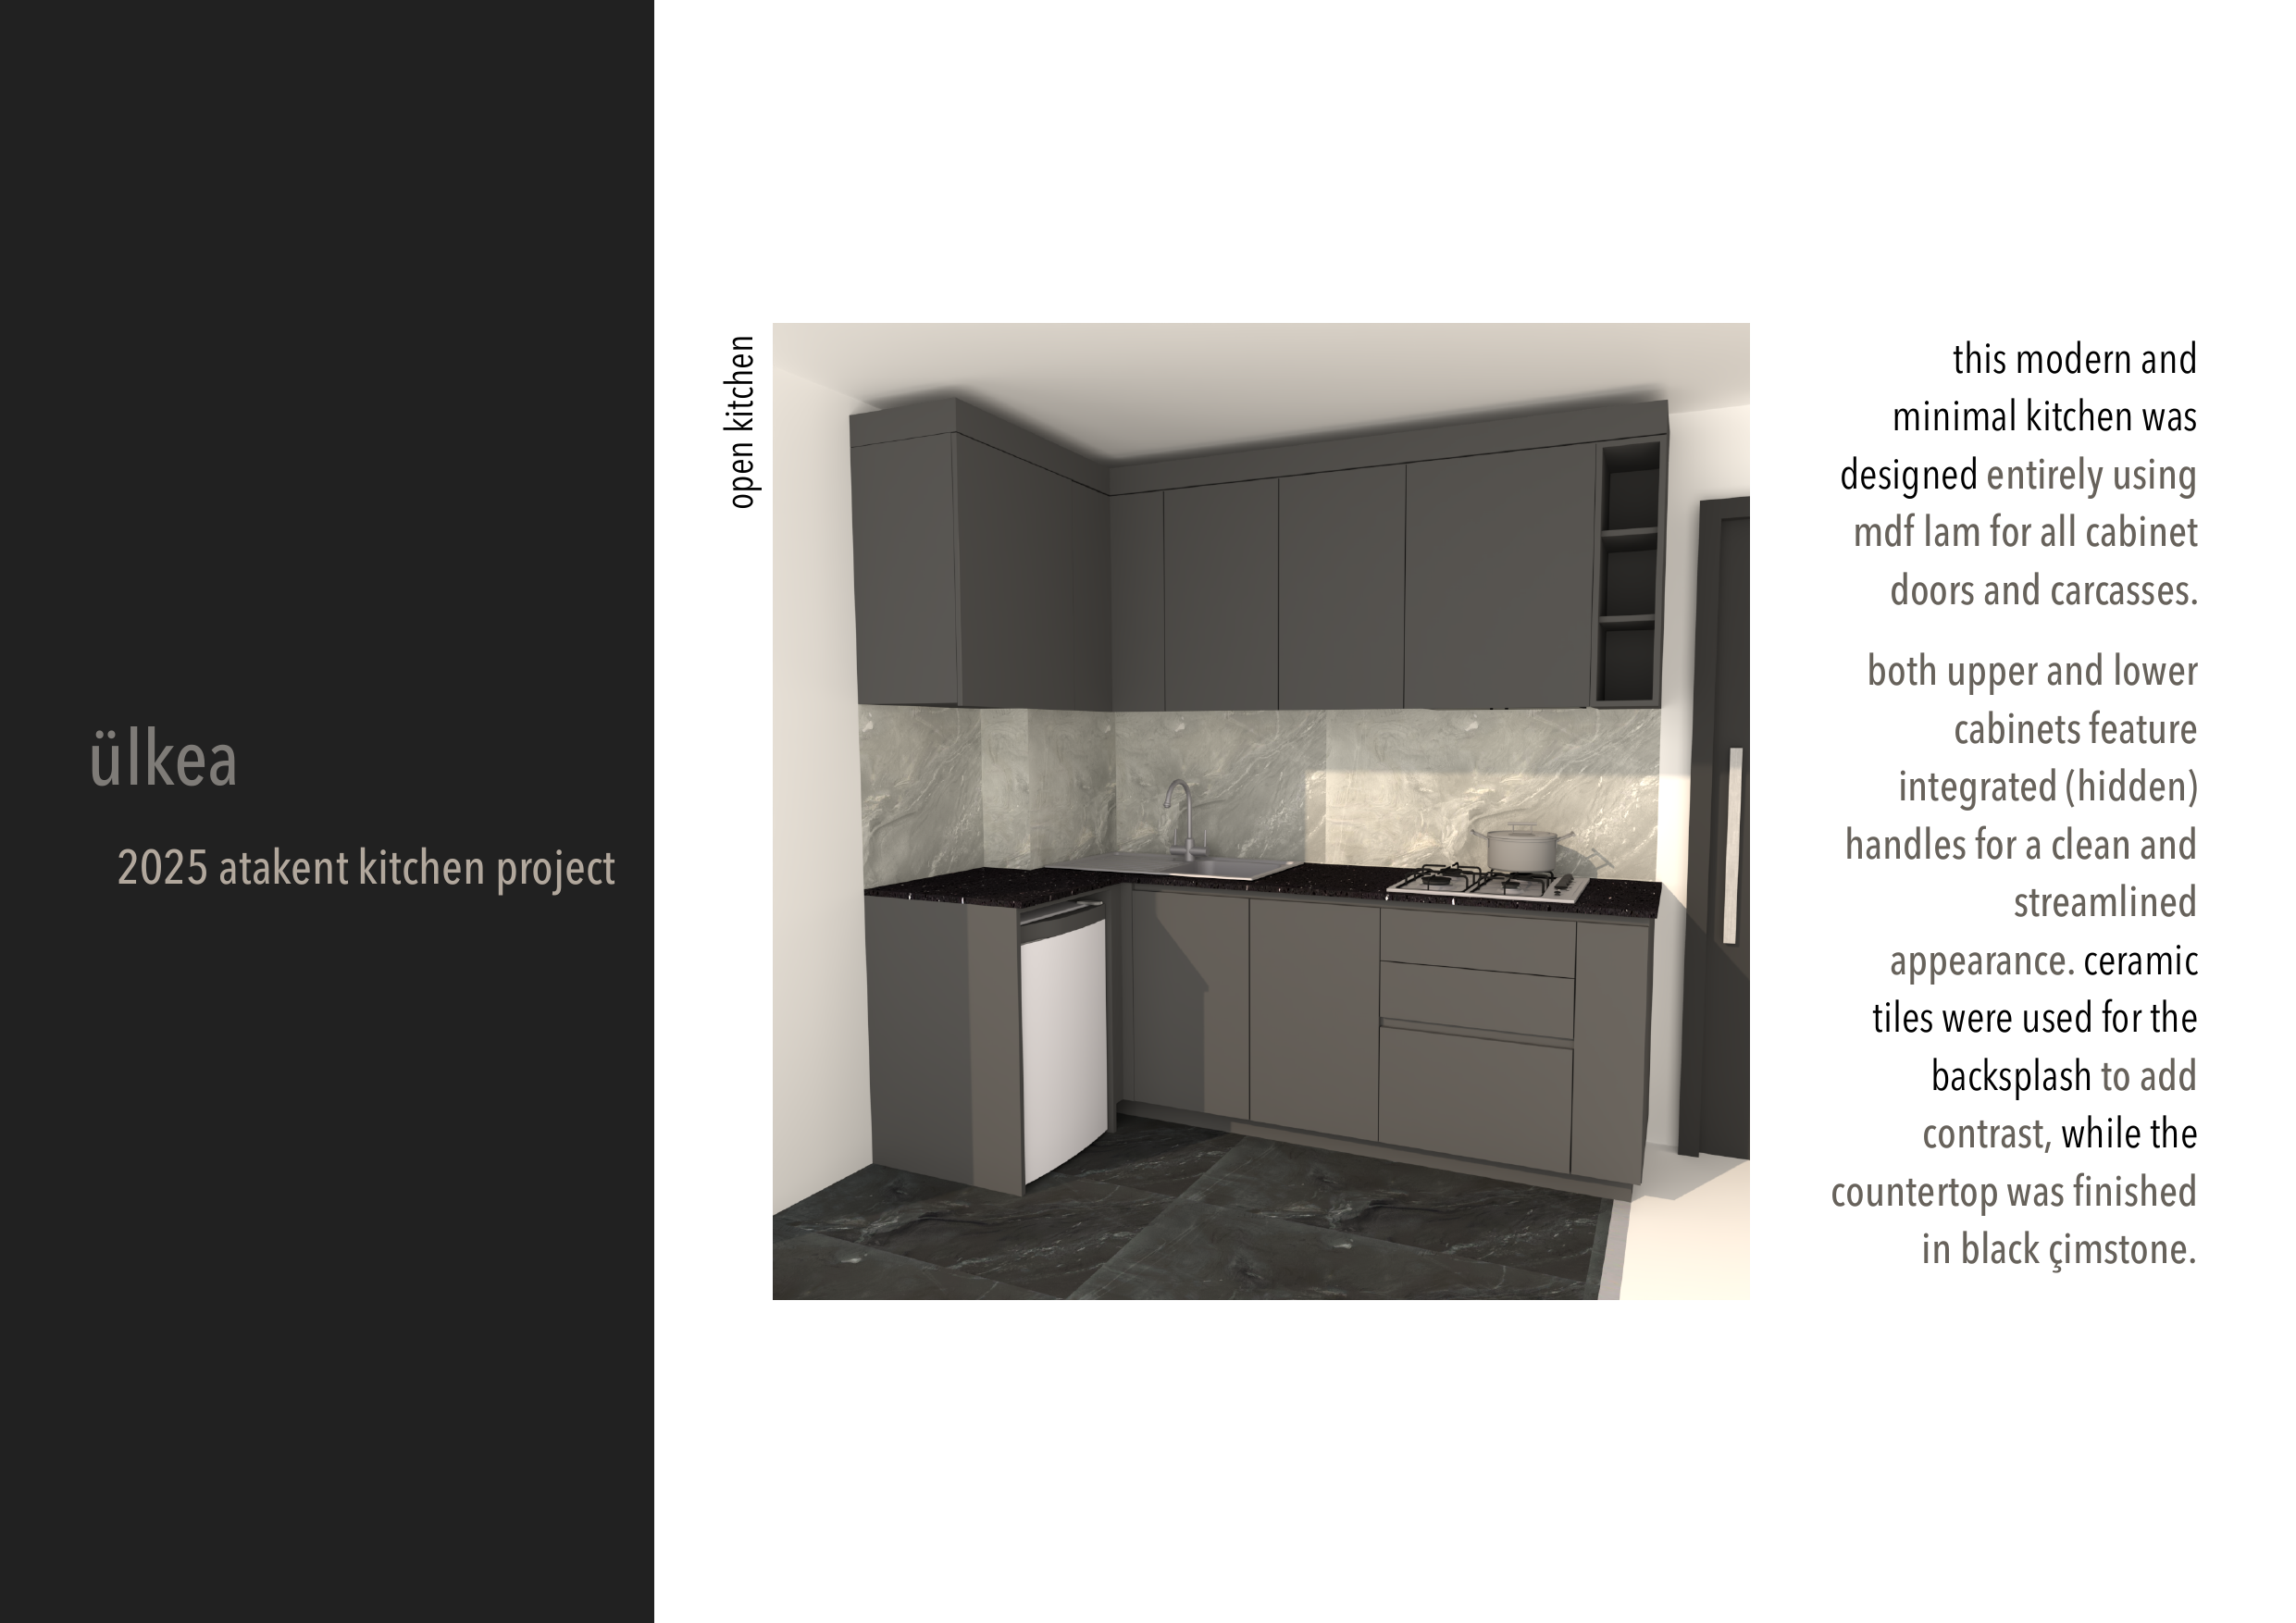 ülkea
2025 atakent kitchen project
open kitchen
this modern and
minimal kitchen was
designed entirely using
mdf lam for all cabinet
doors and carcasses.
both upper and lower
cabinets feature
integrated (hidden)
handles for a clean and
streamlined
appearance. ceramic
tiles were used for the
backsplash to add
contrast, while the
countertop was finished
in black çimstone.